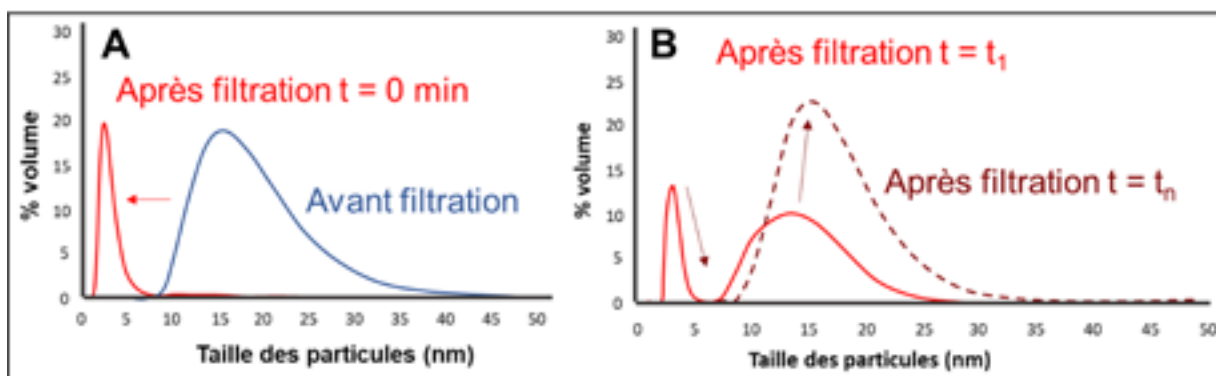 A
Après filtration t = 0 min
Avant filtration
% volume
30
25
20
15
10
5
0
0 5 10 15 20 25 30 35 40 45 50
Taille des particules (nm)
B
Après filtration t = t₁
Après filtration t = tₙ
% volume
30
25
20
15
10
5
0
0 5 10 15 20 25 30 35 40 45 50
Taille des particules (nm)